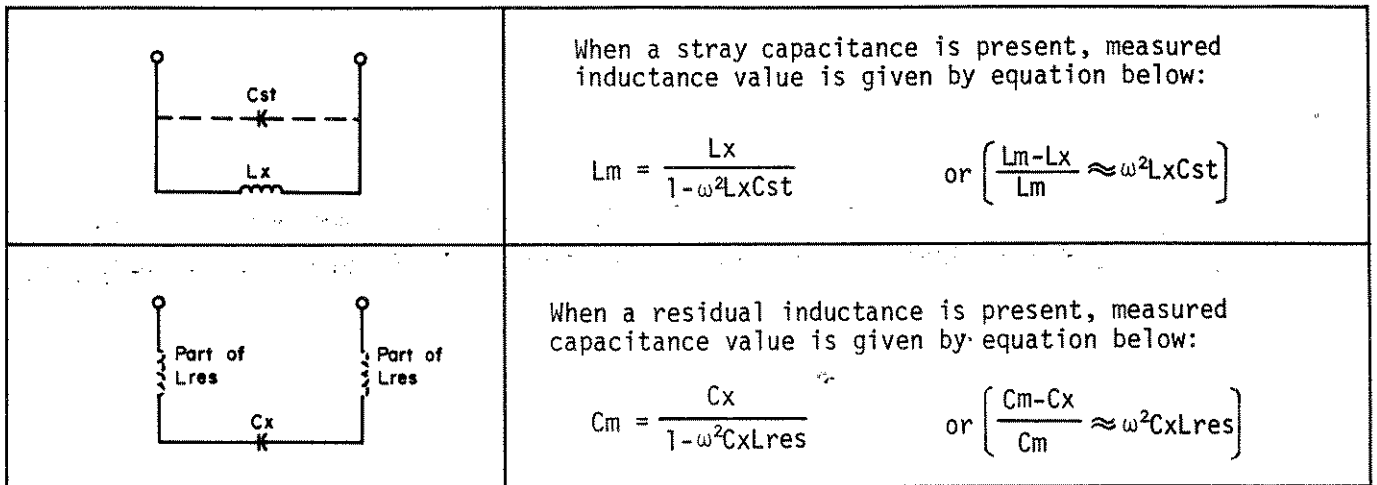 Cst
Lx
When a stray capacitance is present, measured
inductance value is given by equation below:
Lm = Lx / 1-ω²LxCst or (Lm-Lx / Lm ≈ ω²LxCst)
Part of
Lres
Part of
Lres
Cx
When a residual inductance is present, measured
capacitance value is given by equation below:
Cm = Cx / 1-ω²CxLres or (Cm-Cx / Cm ≈ ω²CxLres)